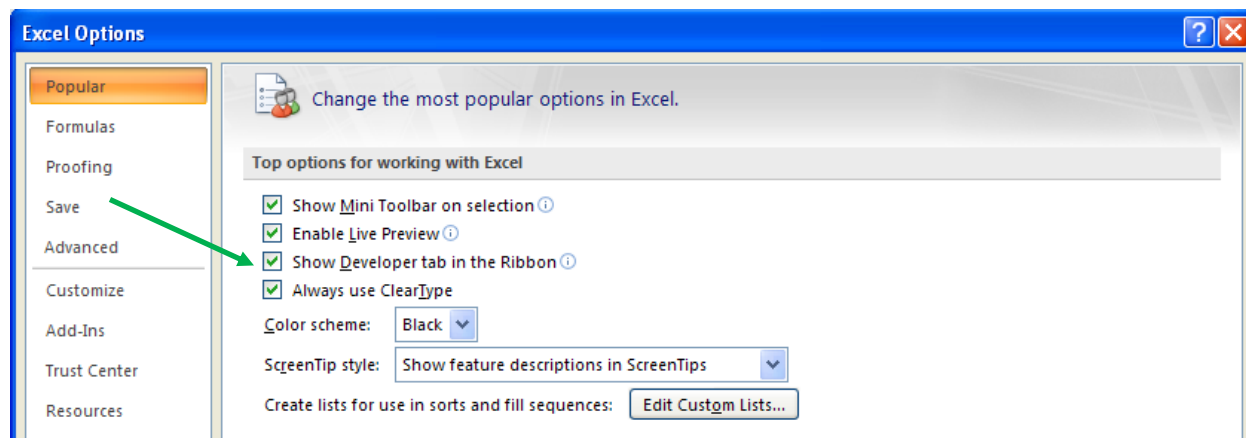 Excel Options
Popular
Formulas
Proofing
Save
Advanced
Customize
Add-Ins
Trust Center
Resources
Change the most popular options in Excel.
Top options for working with Excel
Show Mini Toolbar on selection
Enable Live Preview
Show Developer tab in the Ribbon
Always use ClearType
Color scheme: Black
ScreenTip style: Show feature descriptions in ScreenTips
Create lists for use in sorts and fill sequences: Edit Custom Lists...